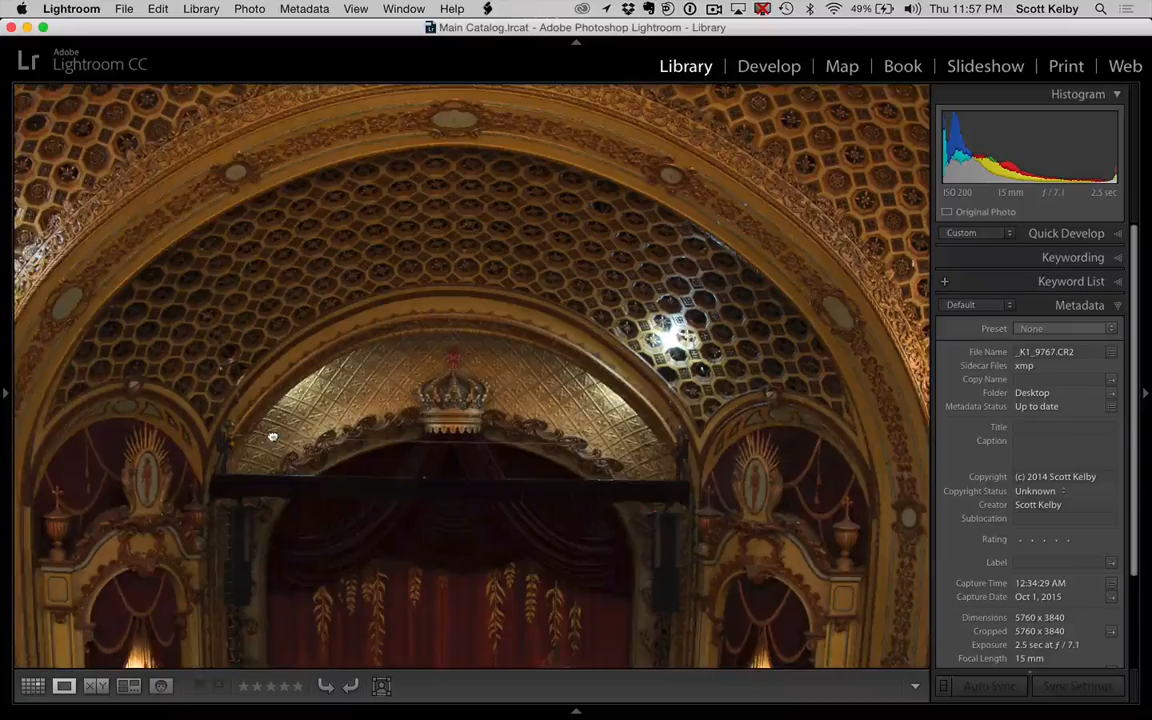 Lightroom File Edit Library Photo Metadata View Window Help 49% Thu 11:57 PM Scott Kelby
Main Catalog.lrcat - Adobe Photoshop Lightroom - Library
Lr Adobe Lightroom CC
Library Develop Map Book Slideshow Print Web
Histogram
ISO 200 15 mm ƒ / 7.1 2.5 sec
Original Photo
Custom Quick Develop
Keywording
+ Keyword List
Default Metadata
Preset None
File Name _K1_9767.CR2
Sidecar Files xmp
Copy Name
Folder Desktop
Metadata Status Up to date
Title
Caption
Copyright (c) 2014 Scott Kelby
Copyright Status Unknown
Creator Scott Kelby
Sublocation
Rating
Label
Capture Time 12:34:29 AM
Capture Date Oct 1, 2015
Dimensions 5760 x 3840
Cropped 5760 x 3840
Exposure 2.5 sec at ƒ / 7.1
Focal Length 15 mm
X Y Auto Sync Sync Settings